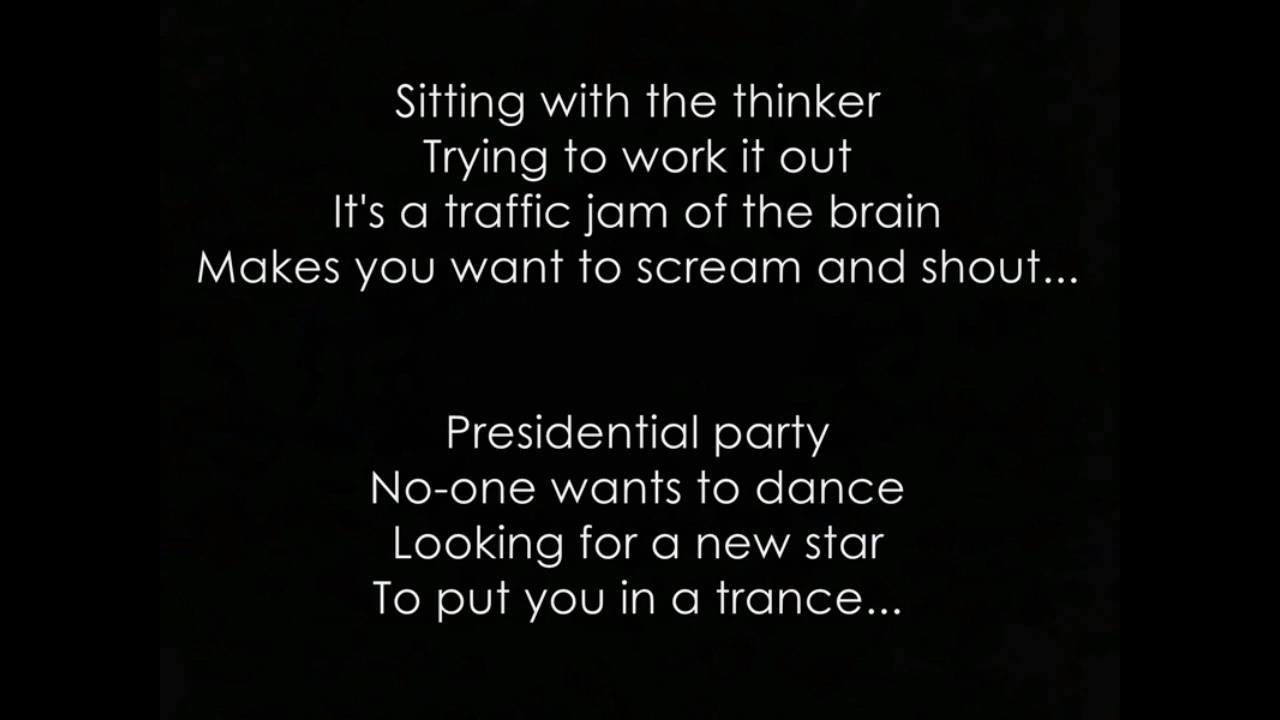 Sitting with the thinker
Trying to work it out
It's a traffic jam of the brain
Makes you want to scream and shout...
Presidential party
No-one wants to dance
Looking for a new star
To put you in a trance...